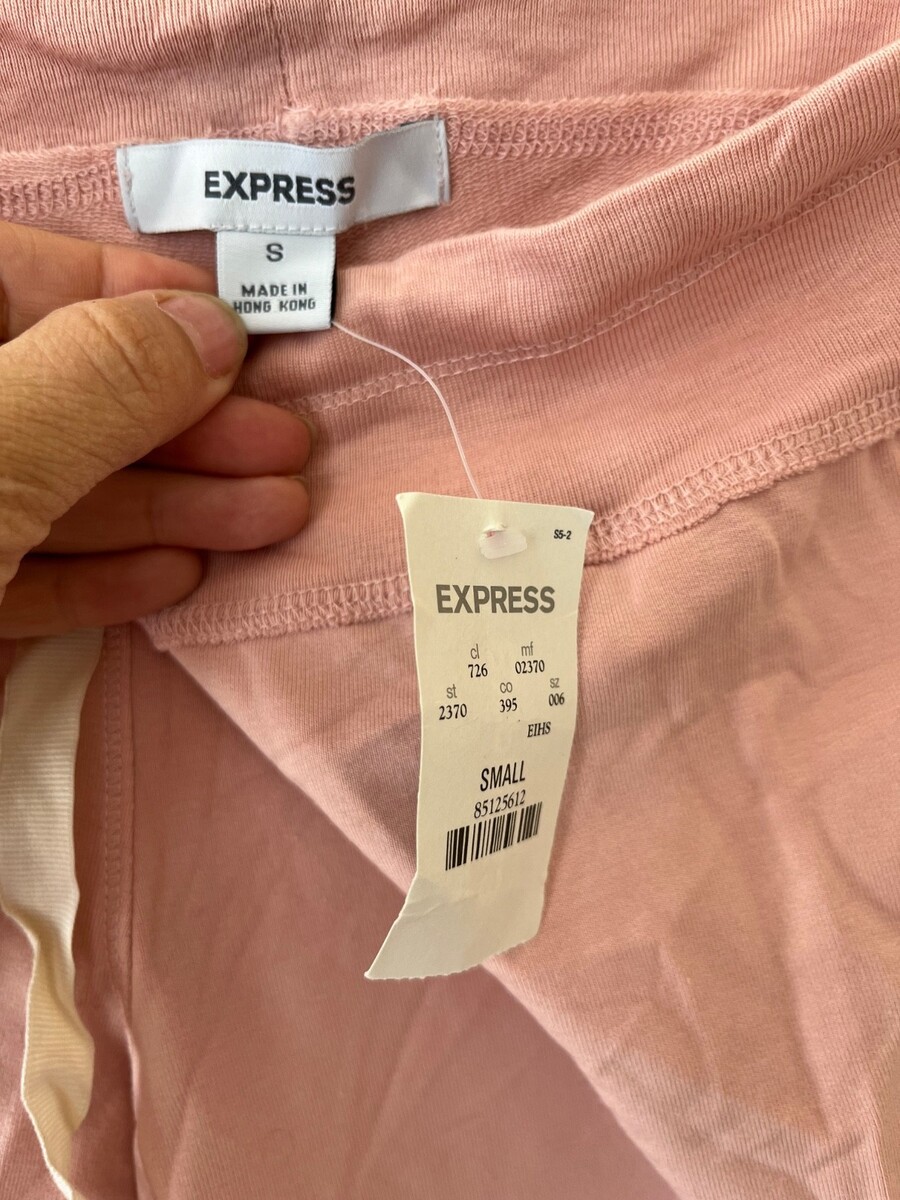 EXPRESS
S
MADE IN
HONG KONG
S5-2
EXPRESS
cl mf
726 02370
st co sz
2370 395 006
EIHS
SMALL
85125612